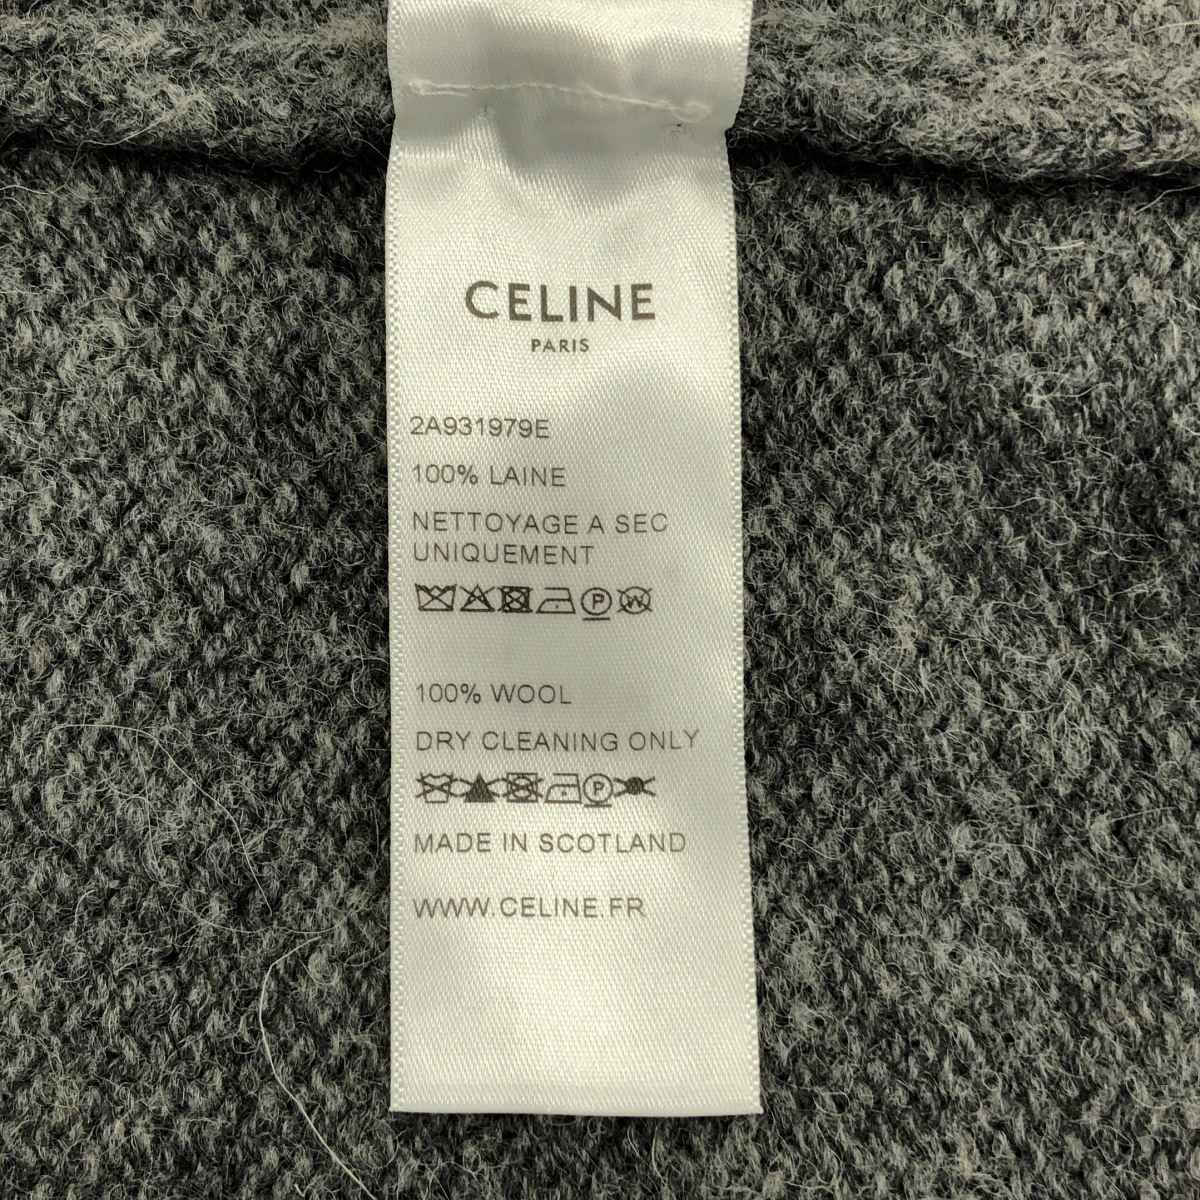 CELINE
PARIS
2A931979E
100% LAINE
NETTOYAGE A SEC
UNIQUEMENT
P W
100% WOOL
DRY CLEANING ONLY
P
MADE IN SCOTLAND
WWW.CELINE.FR